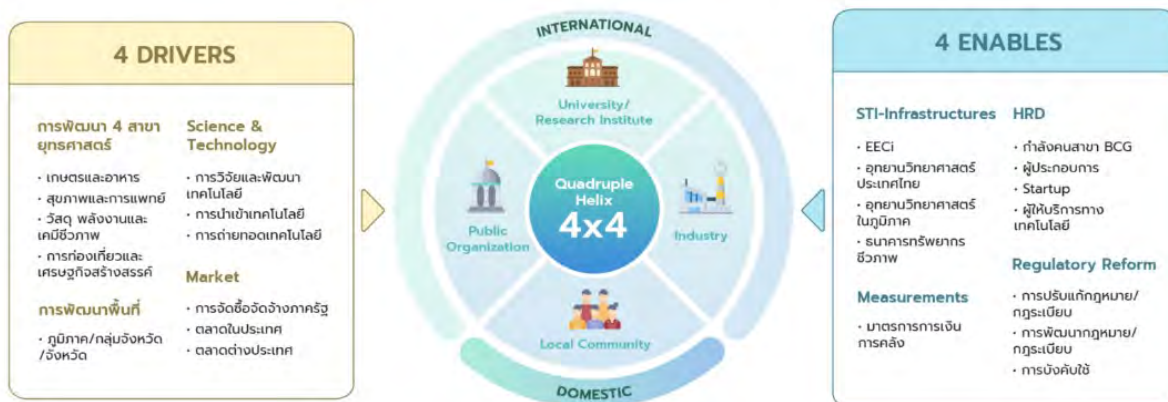 4 DRIVERS
การพัฒนา 4 สาขา
ยุทธศาสตร์
· เกษตรและอาหาร
· สุขภาพและการแพทย์
· วัสดุ พลังงานและ
เคมีชีวภาพ
· การท่องเที่ยวและ
เศรษฐกิจสร้างสรรค์
การพัฒนาพื้นที่
· ภูมิภาค/กลุ่มจังหวัด
/จังหวัด
Science &
Technology
· การวิจัยและพัฒนา
เทคโนโลยี
· การนำเข้าเทคโนโลยี
· การถ่ายทอดเทคโนโลยี
Market
· การจัดซื้อจัดจ้างภาครัฐ
· ตลาดในประเทศ
· ตลาดต่างประเทศ
INTERNATIONAL
University/
Research Institute
Public
Organization
Quadruple
Helix
4x4
Industry
Local Community
DOMESTIC
4 ENABLES
STI-Infrastructures
· EECi
· อุทยานวิทยาศาสตร์
ประเทศไทย
· อุทยานวิทยาศาสตร์
ในภูมิภาค
· ธนาคารทรัพยากร
ชีวภาพ
Measurements
· มาตรการการเงิน
การคลัง
HRD
· กำลังคนสาขา BCG
· ผู้ประกอบการ
· Startup
· ผู้ให้บริการทาง
เทคโนโลยี
Regulatory Reform
· การปรับแก้กฎหมาย/
กฎระเบียบ
· การพัฒนากฎหมาย/
กฎระเบียบ
· การบังคับใช้